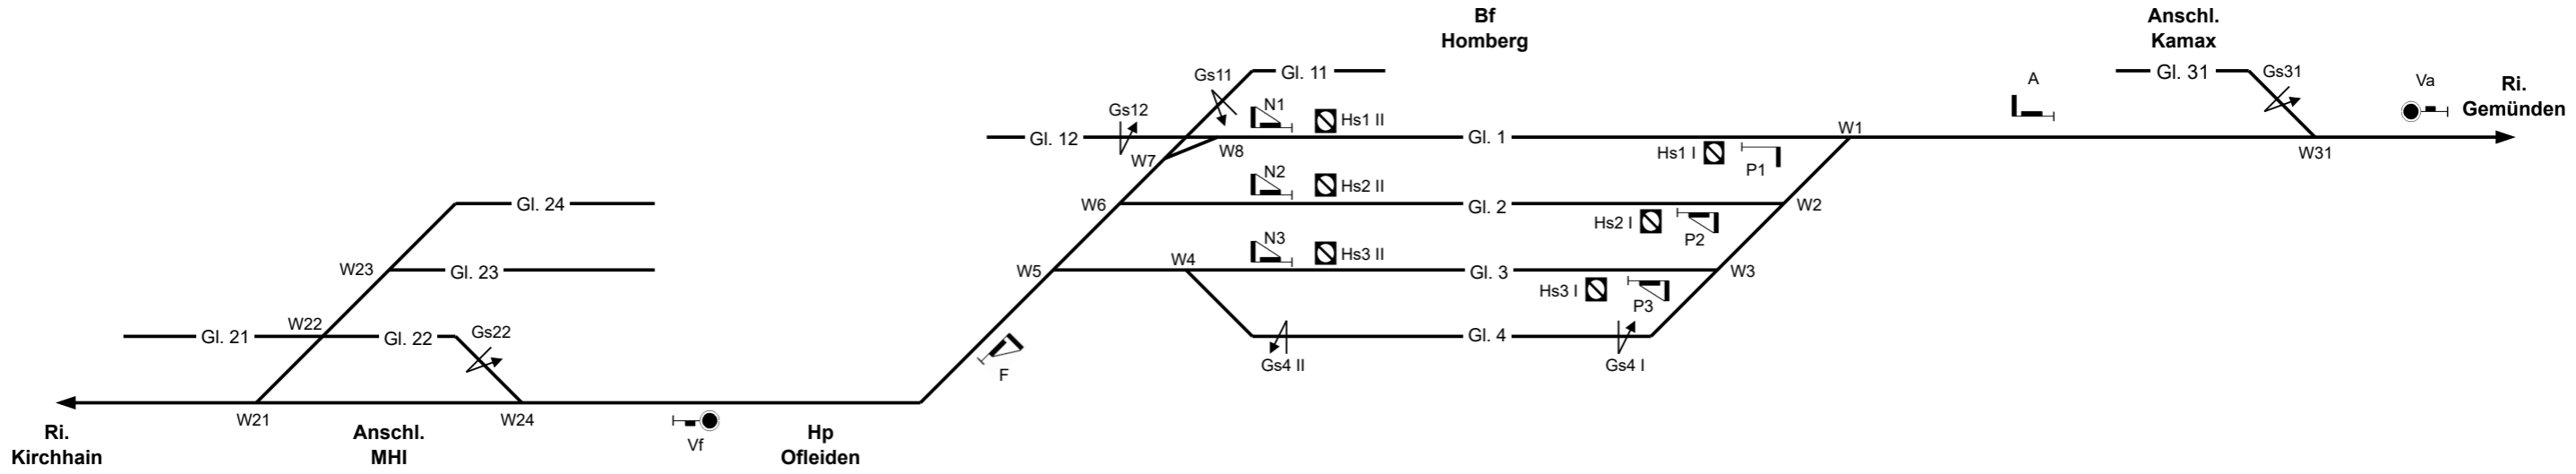 Bf
Homberg
Anschl.
Kamax
Gs11
Gl. 11
Gl. 31
Gs31
A
Va
Ri.
Gemünden
Gs12
N1
Hs1 II
Gl. 12
W7
W8
Gl. 1
Hs1 I
P1
W1
W31
N2
Hs2 II
Gl. 24
W6
Gl. 2
Hs2 I
P2
W2
W23
Gl. 23
N3
Hs3 II
W5
W4
Gl. 3
Hs3 I
P3
W3
Gl. 21
W22
Gl. 22
Gs22
Gl. 4
Gs4 II
Gs4 I
F
W21
W24
Vf
Ri.
Kirchhain
Anschl.
MHI
Hp
Ofleiden